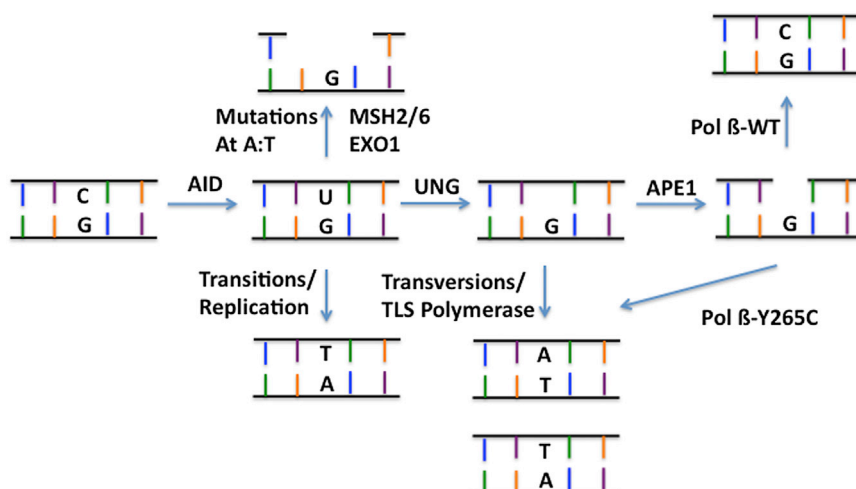 C
G
Mutations
At A:T
MSH2/6
EXO1
C
G
Pol ß-WT
C
G
AID
U
G
UNG
G
APE1
G
Transitions/
Replication
Transversions/
TLS Polymerase
Pol ß-Y265C
T
A
A
T
T
A